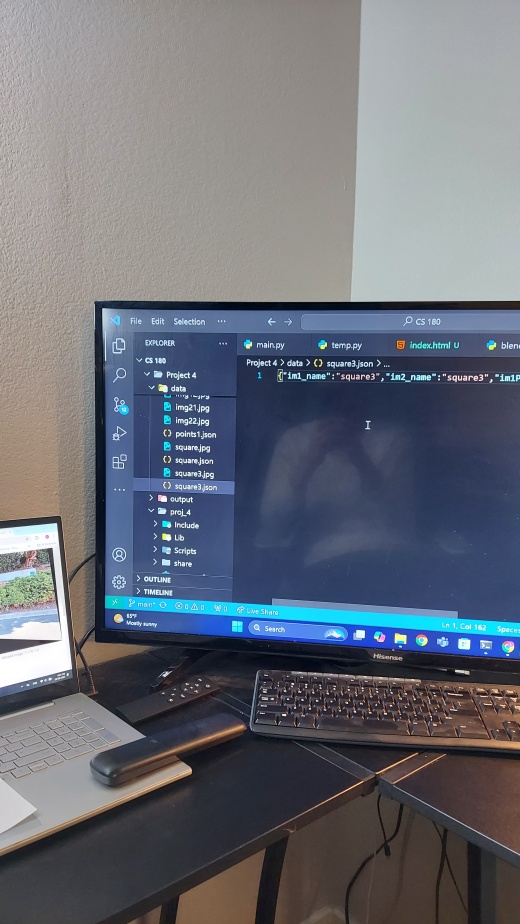 File Edit Selection ··· CS 180
EXPLORER ···
main.py temp.py index.html U
CS 180
Project 4 > data > {} square3.json > ...
Project 4
1 {"im1_name":"square3","im2_name":"square3","im1P
data
img21.jpg
img22.jpg
points1.json
square.jpg
square.json
square3.jpg
square3.json
output
proj_4
Include
Lib
Scripts
share
OUTLINE
TIMELINE
main* 0 0 0 Live Share Ln 1, Col 162 Spaces
Mostly sunny
Search
Hisense